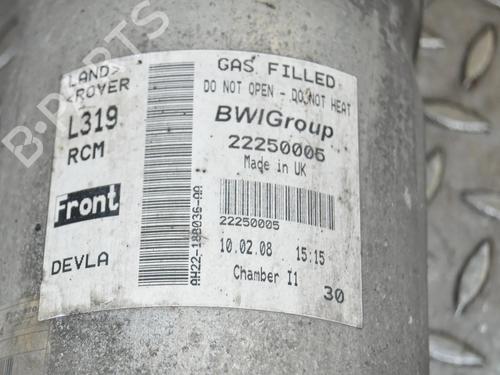 B-PARTS
LAND>
<ROVER
L319
RCM
Front
DEVLA
AH22-18B036-AA
GAS FILLED
DO NOT OPEN - DO NOT HEAT
BWIGroup
22250005
Made in UK
22250005
10.02.08 15:15
Chamber I1
30